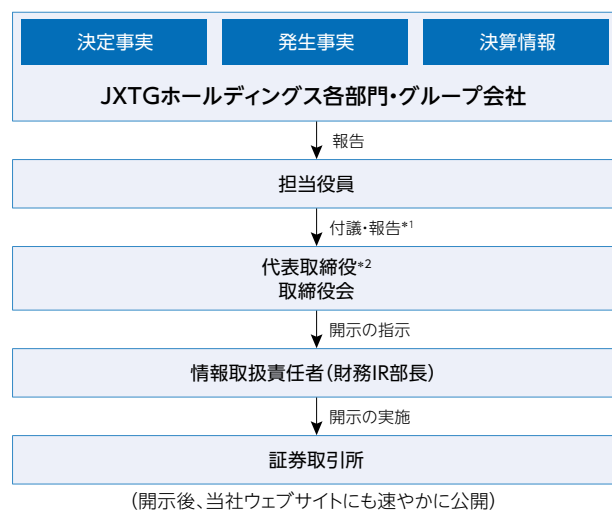 決定事実 発生事実 決算情報
JXTGホールディングス各部門・グループ会社
報告
担当役員
付議・報告*1
代表取締役*2
取締役会
開示の指示
情報取扱責任者(財務IR部長)
開示の実施
証券取引所
(開示後、当社ウェブサイトにも速やかに公開)